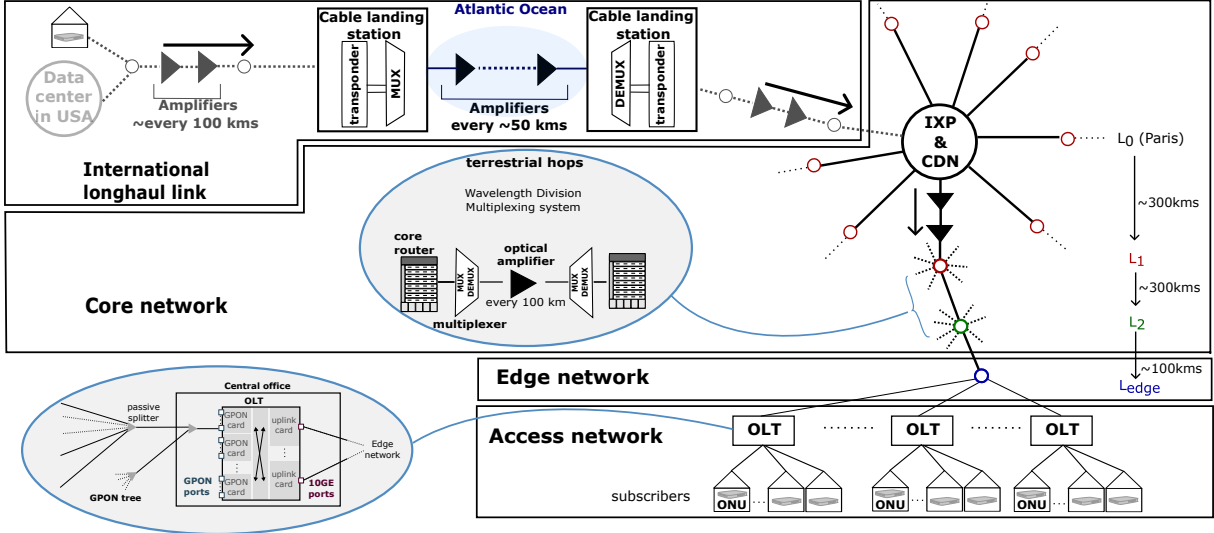 Data
center
in USA
Amplifiers
~every 100 kms
International
longhaul link
Cable landing
station
transponder
MUX
Atlantic Ocean
Amplifiers
every ~50 kms
Cable landing
station
DEMUX
transponder
IXP
&
CDN
L0 (Paris)
~300kms
L1
~300kms
L2
~100kms
Ledge
terrestrial hops
Wavelength Division
Multiplexing system
core
router
MUX
DEMUX
optical
amplifier
every 100 km
MUX
DEMUX
multiplexer
Core network
Edge network
Central office
OLT
passive
splitter
GPON
card
GPON
card
GPON
card
uplink
card
uplink
card
Edge
network
GPON
ports
10GE
ports
GPON tree
Access network
OLT
OLT
OLT
subscribers
ONU
ONU
ONU